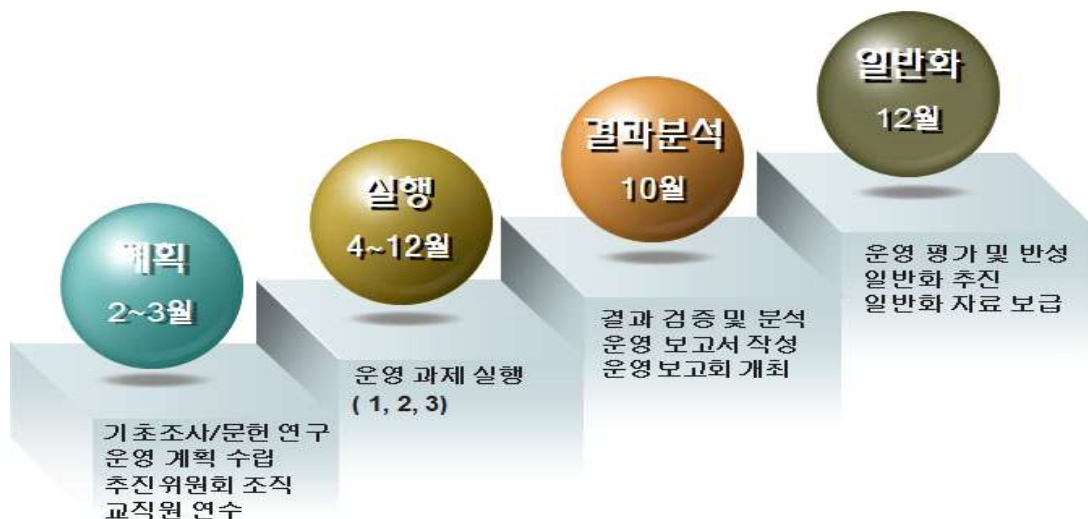 계획
2~3월
기초조사/문헌 연구
운영 계획 수립
추진위원회 조직
교직원 연수
실행
4~12월
운영 과제 실행
( 1, 2, 3)
결과분석
10월
결과 검증 및 분석
운영 보고서 작성
운영보고회 개최
일반화
12월
운영 평가 및 반성
일반화 추진
일반화 자료 보급